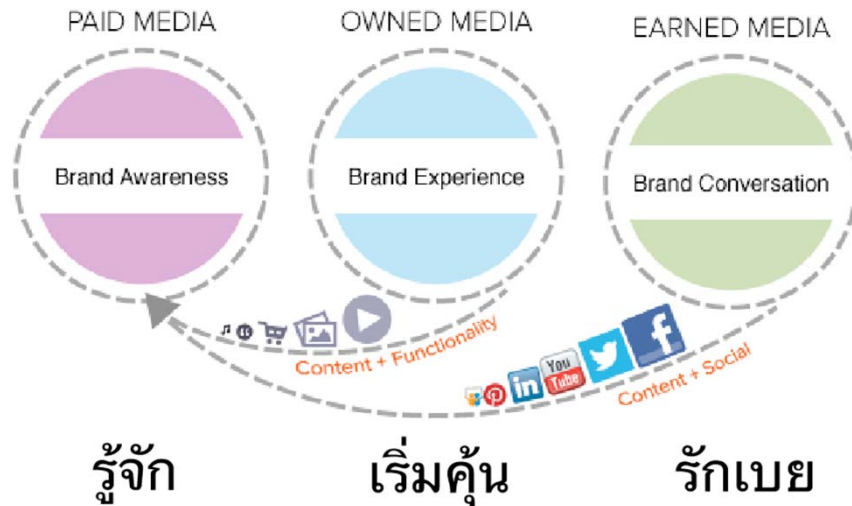 PAID MEDIA
OWNED MEDIA
EARNED MEDIA
Brand Awareness
Brand Experience
Brand Conversation
Content + Functionality
in
You
Tube
f
Content + Social
รู้จัก
เริ่มคุ้น
รักเบย